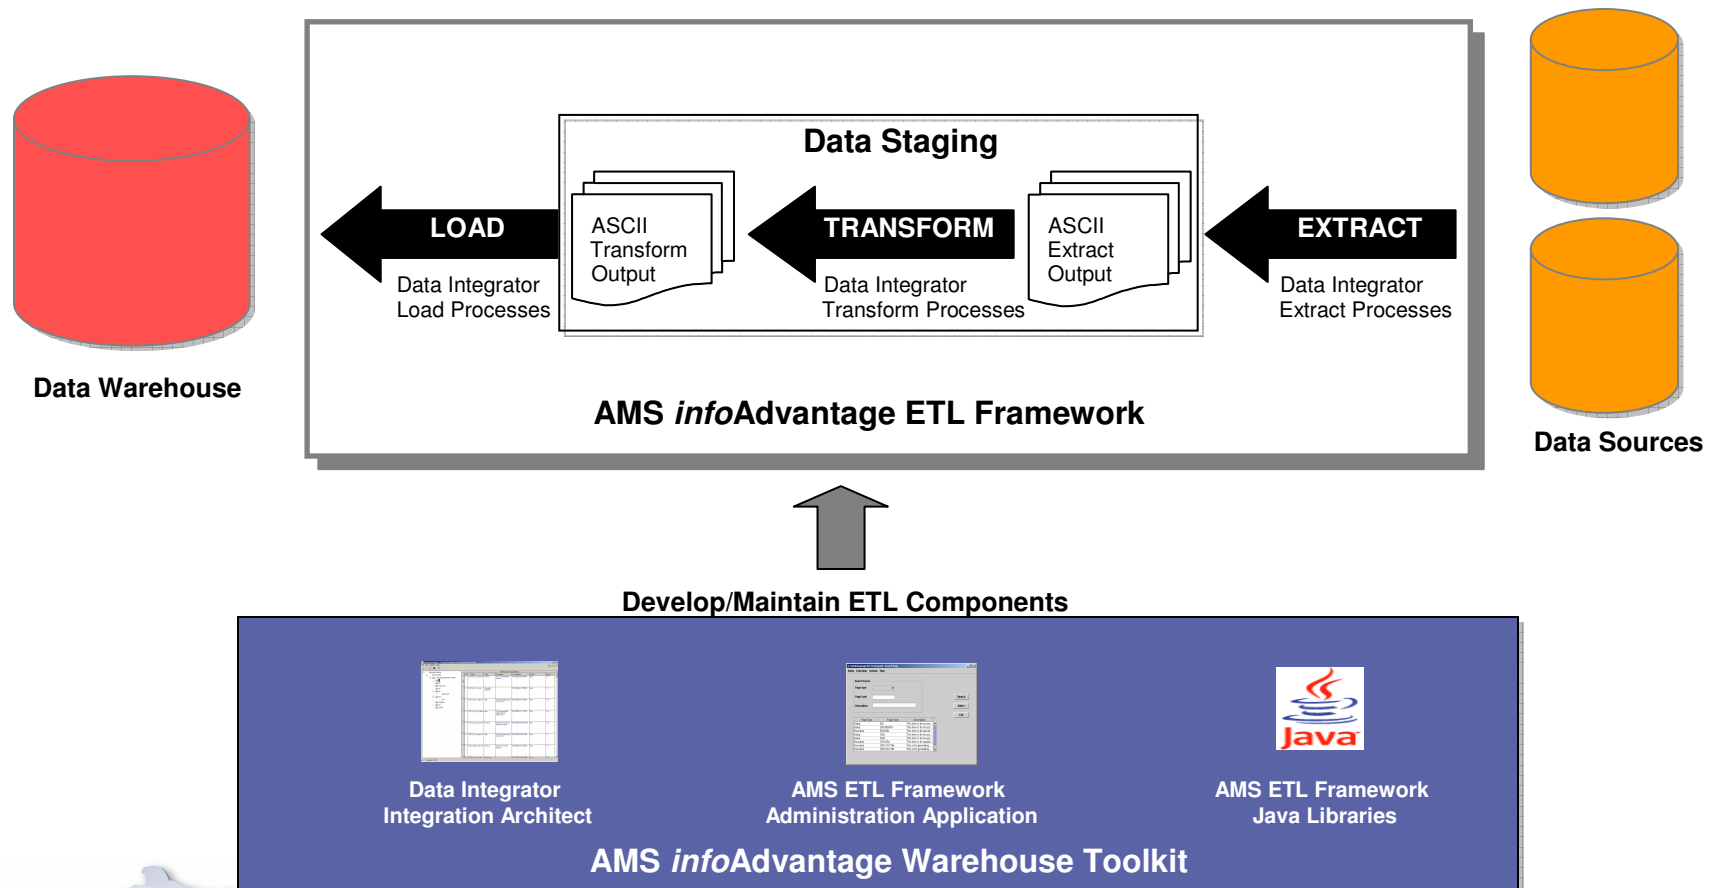 Data Staging
LOAD
ASCII
Transform
Output
TRANSFORM
ASCII
Extract
Output
EXTRACT
Data Integrator
Load Processes
Data Integrator
Transform Processes
Data Integrator
Extract Processes
Data Warehouse
AMS infoAdvantage ETL Framework
Data Sources
Develop/Maintain ETL Components
Java
Data Integrator
Integration Architect
AMS ETL Framework
Administration Application
AMS ETL Framework
Java Libraries
AMS infoAdvantage Warehouse Toolkit